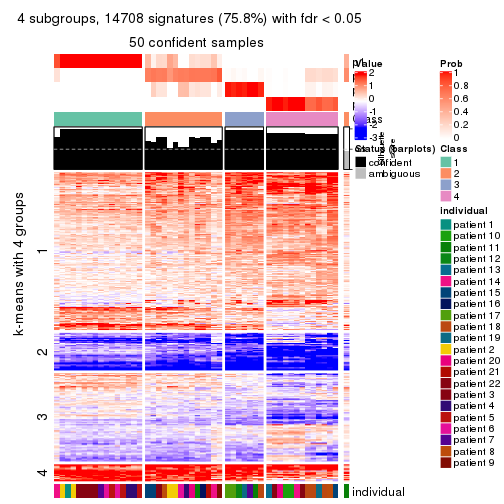 4 subgroups, 14708 signatures (75.8%) with fdr < 0.05
50 confident samples
k-means with 4 groups
1
2
3
4
individual
Value
2
1
0
-1
-2
-3
Status (barplots)
confident
ambiguous
Silhouette
score
Prob
1
0.8
0.6
0.4
0.2
0
Class
1
2
3
4
Individual
patient 1
patient 10
patient 11
patient 12
patient 13
patient 14
patient 15
patient 16
patient 17
patient 18
patient 19
patient 2
patient 20
patient 21
patient 22
patient 3
patient 4
patient 5
patient 6
patient 7
patient 8
patient 9